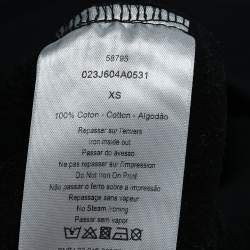 58793
023J604A0531
XS
100% Coton - Cotton - Algodão
Repasser sur l'envers
Iron inside out
Passar do avesso
Ne pas repasser sur l'impression
Do Not Iron On Print
Não passar o ferro sobre a impressão
Repassage sans vapeur
No Steam Ironing
Passar sem vapor